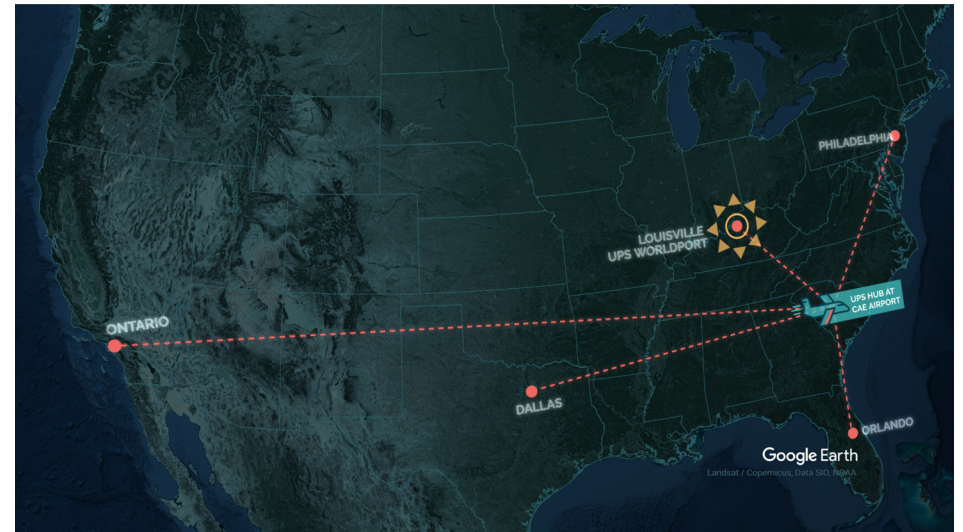 PHILADELPHIA
LOUISVILLE
UPS WORLDPORT
UPS HUB AT
CAE AIRPORT
ONTARIO
DALLAS
ORLANDO
Google Earth
Landsat / Copernicus, Data SIO, NOAA